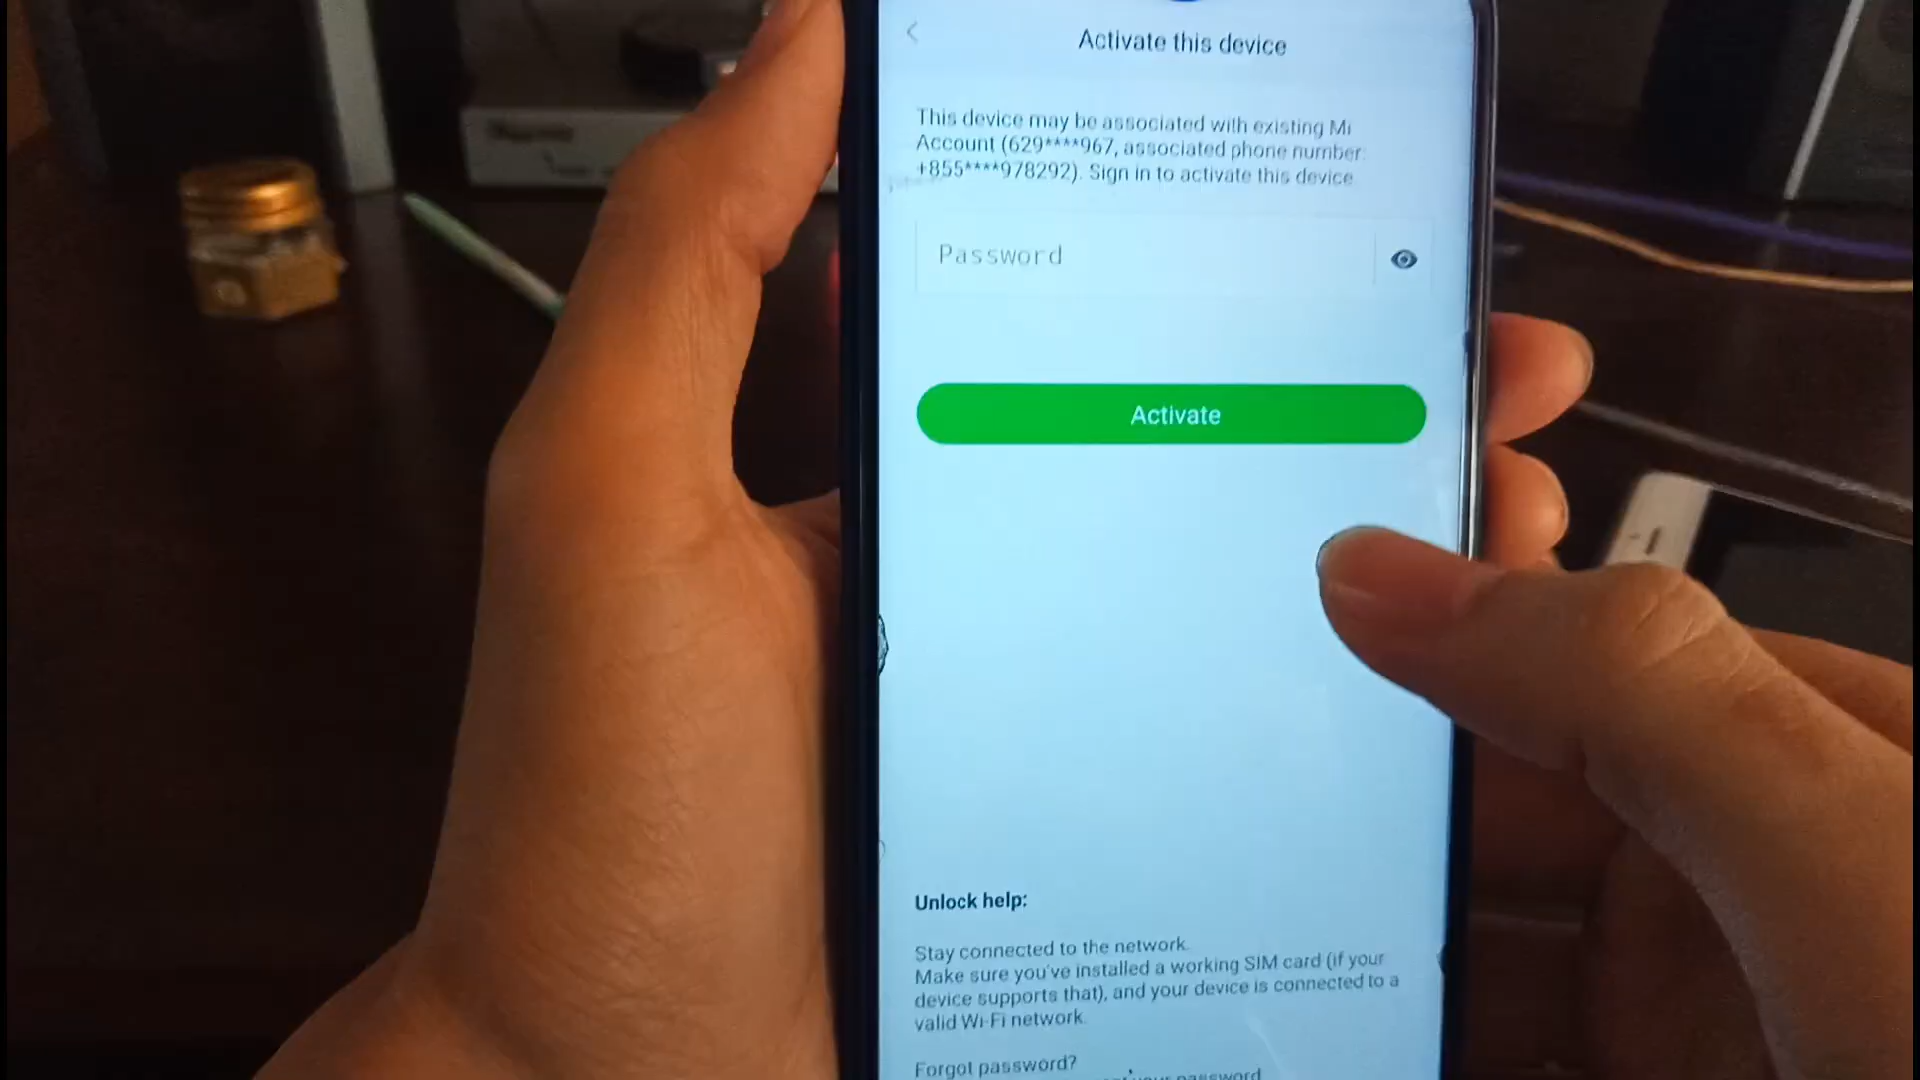 Activate this device
This device may be associated with existing Mi
Account (629****967, associated phone number:
+855****978292). Sign in to activate this device
Password
Activate
Unlock help:
Stay connected to the network.
Make sure you've installed a working SIM card (if your
device supports that), and your device is connected to a
valid Wi-Fi network.
Forgot password?
your password